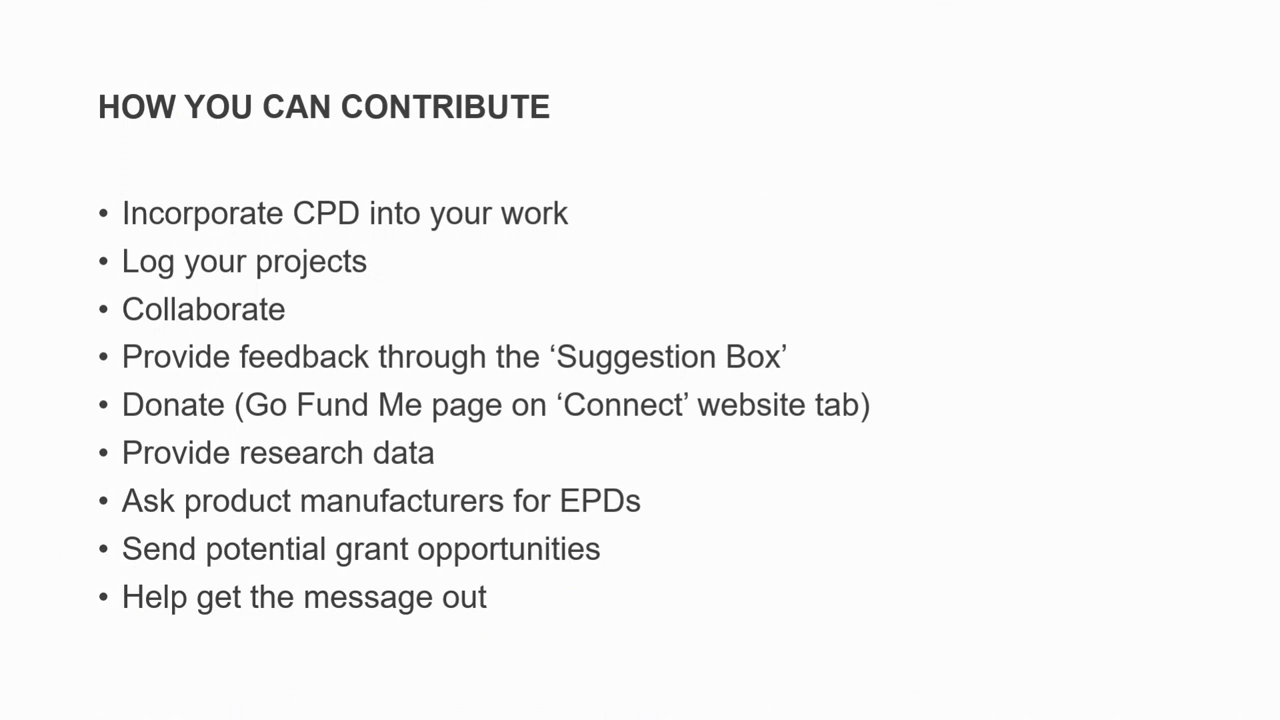 HOW YOU CAN CONTRIBUTE
• Incorporate CPD into your work
• Log your projects
• Collaborate
• Provide feedback through the ‘Suggestion Box’
• Donate (Go Fund Me page on ‘Connect’ website tab)
• Provide research data
• Ask product manufacturers for EPDs
• Send potential grant opportunities
• Help get the message out